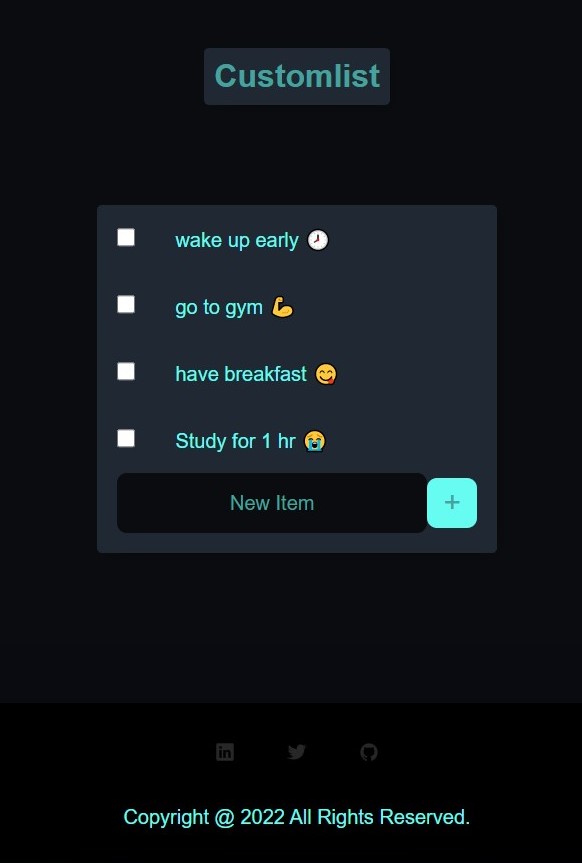 Customlist
wake up early 🕗
go to gym 💪
have breakfast 😋
Study for 1 hr 😭
New Item
+
Copyright @ 2022 All Rights Reserved.